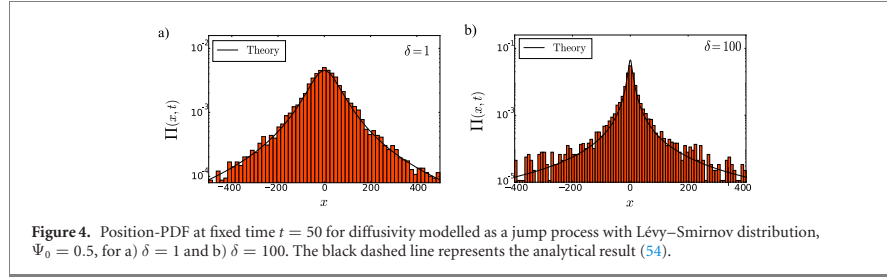 a)
10⁻²
10⁻³
10⁻⁴
Theory
δ = 1
Π(x, t)
−400 −200 0 200 400
x
b)
10⁻¹
10⁻³
10⁻⁵
Theory
δ = 100
Π(x, t)
−400 −200 0 200 400
x
Figure 4. Position-PDF at fixed time t = 50 for diffusivity modelled as a jump process with Lévy−Smirnov distribution,
Ψ₀ = 0.5, for a) δ = 1 and b) δ = 100. The black dashed line represents the analytical result (54).